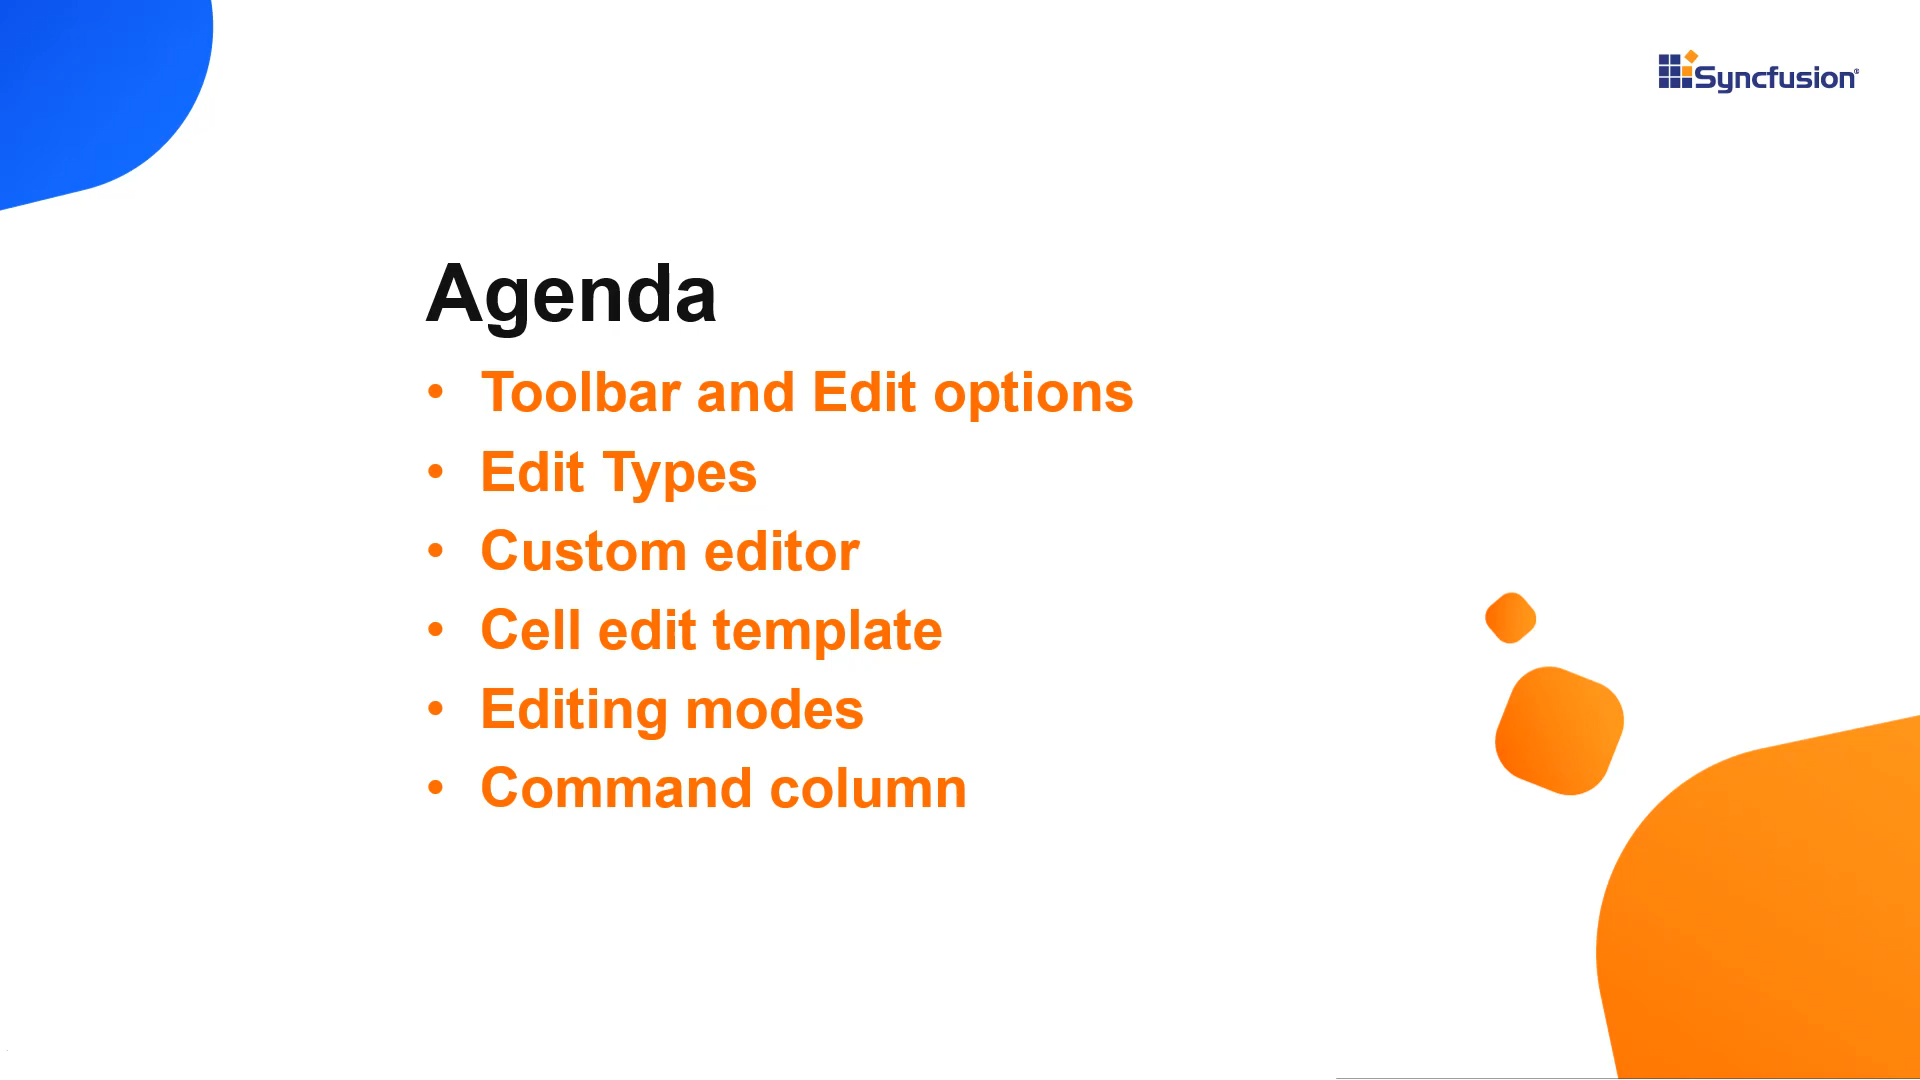 Syncfusion®
Agenda
• Toolbar and Edit options
• Edit Types
• Custom editor
• Cell edit template
• Editing modes
• Command column